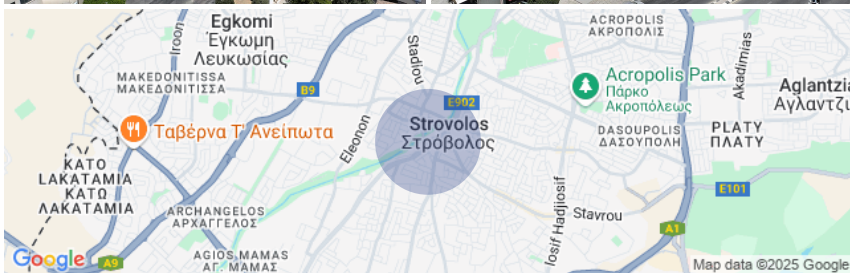 Egkomi
Έγκωμη
Λευκωσίας
Iroon
Stadiou
ACROPOLIS
ΑΚΡΟΠΟΛΙΣ
Akadimias
MAKEDONITISSA
ΜΑΚΕΔΟΝΙΤΙΣΣΑ
B9
E902
Acropolis Park
Πάρκο
Ακροπόλεως
Aglantzia
Αγλαντζι
Ταβέρνα Τ' Ανείπωτα
Eleonon
Strovolos
Στρόβολος
DASOUPOLIS
ΔΑΣΟΥΠΟΛΗ
PLATY
ΠΛΑΤΥ
KATO
LAKATAMIA
ΚΑΤΩ
ΛΑΚΑΤΑΜΙΑ
E101
ARCHANGELOS
ΑΡΧΑΓΓΕΛΟΣ
Iosif Hadjiosif
Stavrou
A1
AGIOS MAMAS
ΑΓ. ΜΑΜΑΣ
Google
A9
Map data ©2025 Google